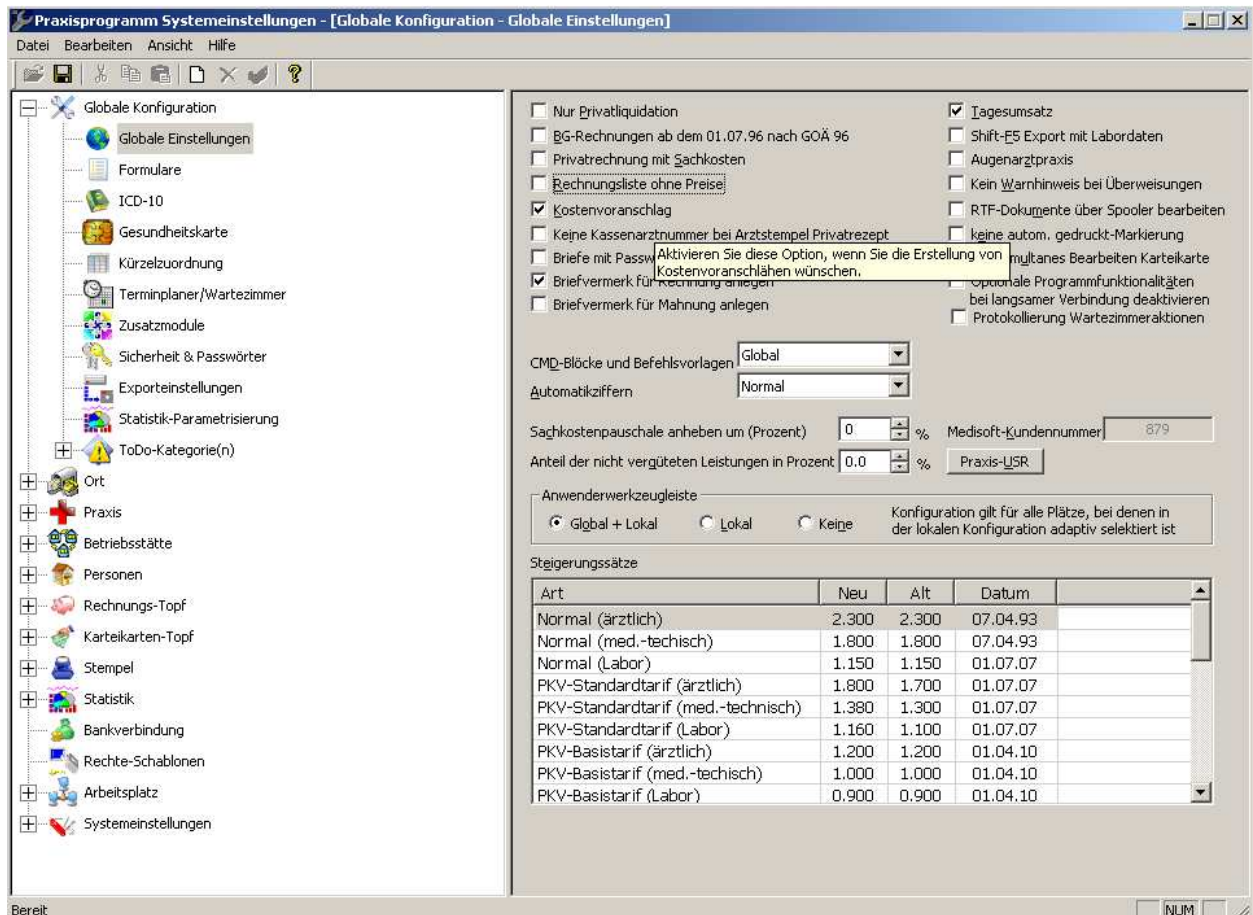 Praxisprogramm Systemeinstellungen - [Globale Konfiguration - Globale Einstellungen]
Datei Bearbeiten Ansicht Hilfe
Globale Konfiguration
Globale Einstellungen
Formulare
ICD-10
Gesundheitskarte
Kürzelzuordnung
Terminplaner/Wartezimmer
Zusatzmodule
Sicherheit & Passwörter
Exporteinstellungen
Statistik-Parametrisierung
ToDo-Kategorie(n)
Ort
Praxis
Betriebsstätte
Personen
Rechnungs-Topf
Karteikarten-Topf
Stempel
Statistik
Bankverbindung
Rechte-Schablonen
Arbeitsplatz
Systemeinstellungen
Nur Privatliquidation
BG-Rechnungen ab dem 01.07.96 nach GOÄ 96
Privatrechnung mit Sachkosten
Rechnungsliste ohne Preise
Kostenvoranschlag
Keine Kassenarztnummer bei Arztstempel Privatrezept
Briefe mit Passw
Briefvermerk für Rechnung anlegen
Briefvermerk für Mahnung anlegen
Aktivieren Sie diese Option, wenn Sie die Erstellung von
Kostenvoranschlähen wünschen.
Tagesumsatz
Shift-F5 Export mit Labordaten
Augenarztpraxis
Kein Warnhinweis bei Überweisungen
RTF-Dokumente über Spooler bearbeiten
keine autom. gedruckt-Markierung
multanes Bearbeiten Karteikarte
Optionale Programmfunktionalitäten
bei langsamer Verbindung deaktivieren
Protokollierung Wartezimmeraktionen
CMD-Blöcke und Befehlsvorlagen Global
Automatikziffern Normal
Sachkostenpauschale anheben um (Prozent) 0 % Medisoft-Kundennummer 879
Anteil der nicht vergüteten Leistungen in Prozent 0.0 % Praxis-USR
Anwenderwerkzeugleiste
Global + Lokal Lokal Keine
Konfiguration gilt für alle Plätze, bei denen in
der lokalen Konfiguration adaptiv selektiert ist
Steigerungssätze
Art Neu Alt Datum
Normal (ärztlich) 2.300 2.300 07.04.93
Normal (med.-techisch) 1.800 1.800 07.04.93
Normal (Labor) 1.150 1.150 01.07.07
PKV-Standardtarif (ärztlich) 1.800 1.700 01.07.07
PKV-Standardtarif (med.-technisch) 1.380 1.300 01.07.07
PKV-Standardtarif (Labor) 1.160 1.100 01.07.07
PKV-Basistarif (ärztlich) 1.200 1.200 01.04.10
PKV-Basistarif (med.-techisch) 1.000 1.000 01.04.10
PKV-Basistarif (Labor) 0.900 0.900 01.04.10
Bereit NUM